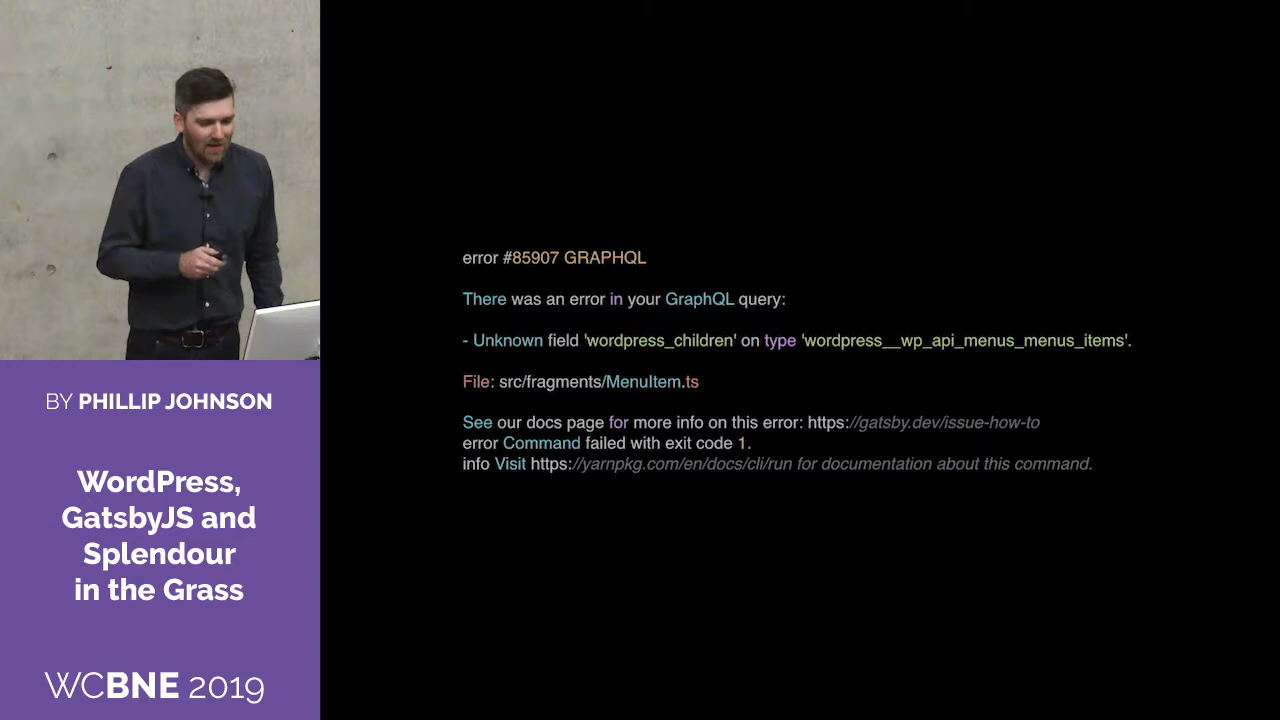 BY PHILLIP JOHNSON
WordPress,
GatsbyJS and
Splendour
in the Grass
WCBNE 2019
error #85907 GRAPHQL
There was an error in your GraphQL query:
- Unknown field 'wordpress_children' on type 'wordpress__wp_api_menus_menus_items'.
File: src/fragments/MenuItem.ts
See our docs page for more info on this error: https://gatsby.dev/issue-how-to
error Command failed with exit code 1.
info Visit https://yarnpkg.com/en/docs/cli/run for documentation about this command.